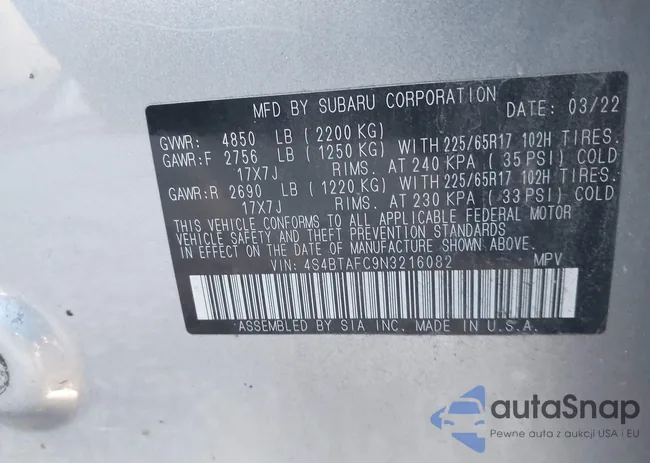 MFD BY SUBARU CORPORATION DATE: 03/22
GVWR: 4850 LB (2200 KG)
GAWR:F 2756 LB (1250 KG) WITH 225/65R17 102H TIRES.
17X7J RIMS. AT 240 KPA (35 PSI) COLD
GAWR:R 2690 LB (1220 KG) WITH 225/65R17 102H TIRES.
17X7J RIMS. AT 230 KPA (33 PSI) COLD
THIS VEHICLE CONFORMS TO ALL APPLICABLE FEDERAL MOTOR
VEHICLE SAFETY AND THEFT PREVENTION STANDARDS
IN EFFECT ON THE DATE OF MANUFACTURE SHOWN ABOVE.
VIN: 4S4BTAFC9N3216082 MPV
ASSEMBLED BY SIA INC. MADE IN U.S.A.
autaSnap
Pewne auta z aukcji USA i EU